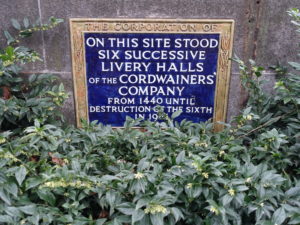 THE CORPORATION OF
ON THIS SITE STOOD
SIX SUCCESSIVE
LIVERY HALLS
OF THE CORDWAINERS
COMPANY
FROM 1440 UNTIL
DESTRUCTION OF THE SIXTH
IN